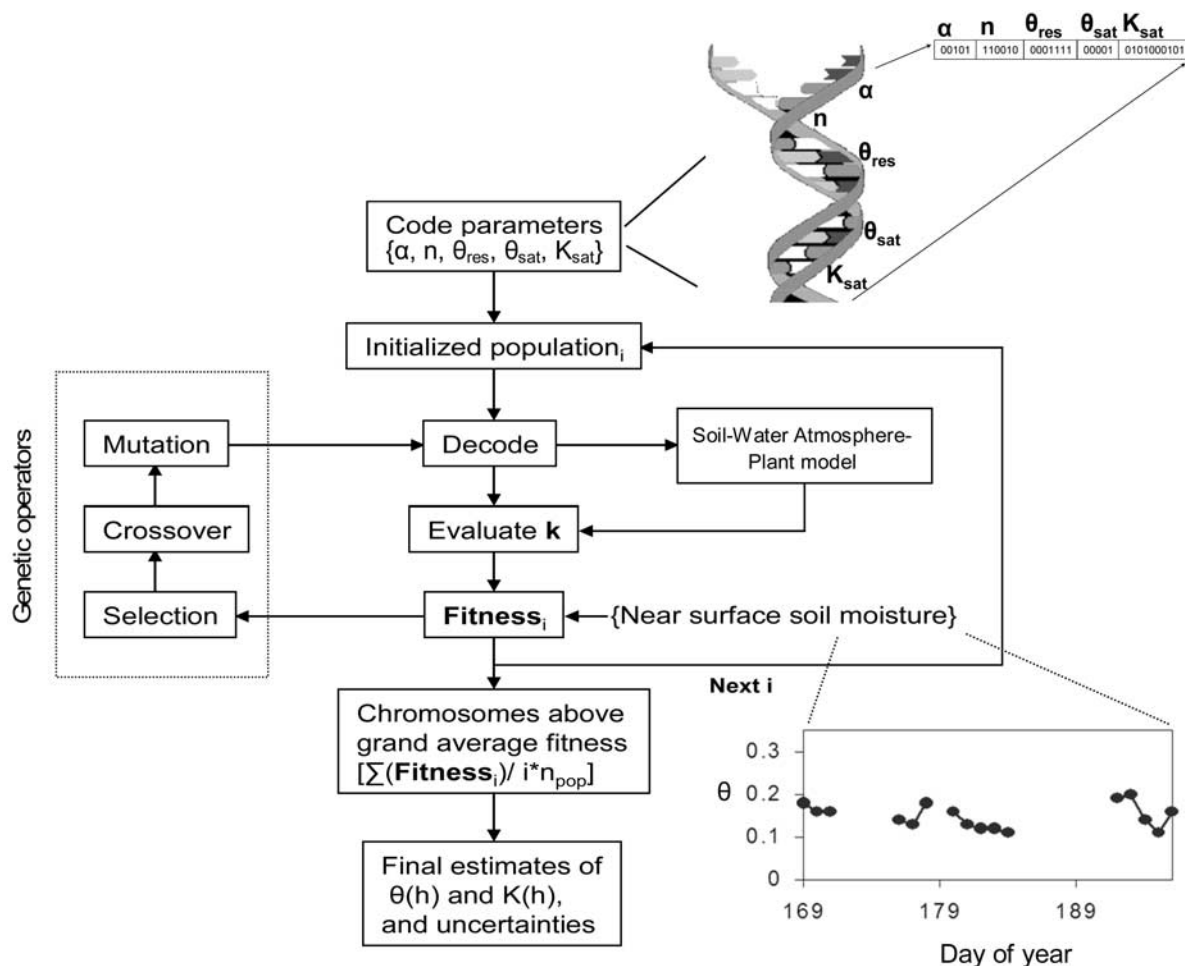 α n θres θsat Ksat
00101 110010 0001111 00001 0101000101
α
n
θres
θsat
Ksat
Code parameters
{α, n, θres, θsat, Ksat}
Initialized populationi
Genetic operators
Mutation
Crossover
Selection
Decode
Soil-Water Atmosphere-
Plant model
Evaluate k
Fitnessi
{Near surface soil moisture}
Next i
Chromosomes above
grand average fitness
[∑(Fitnessi)/ i*npop]
Final estimates of
θ(h) and K(h),
and uncertainties
θ
0.3
0.2
0.1
0
169 179 189
Day of year